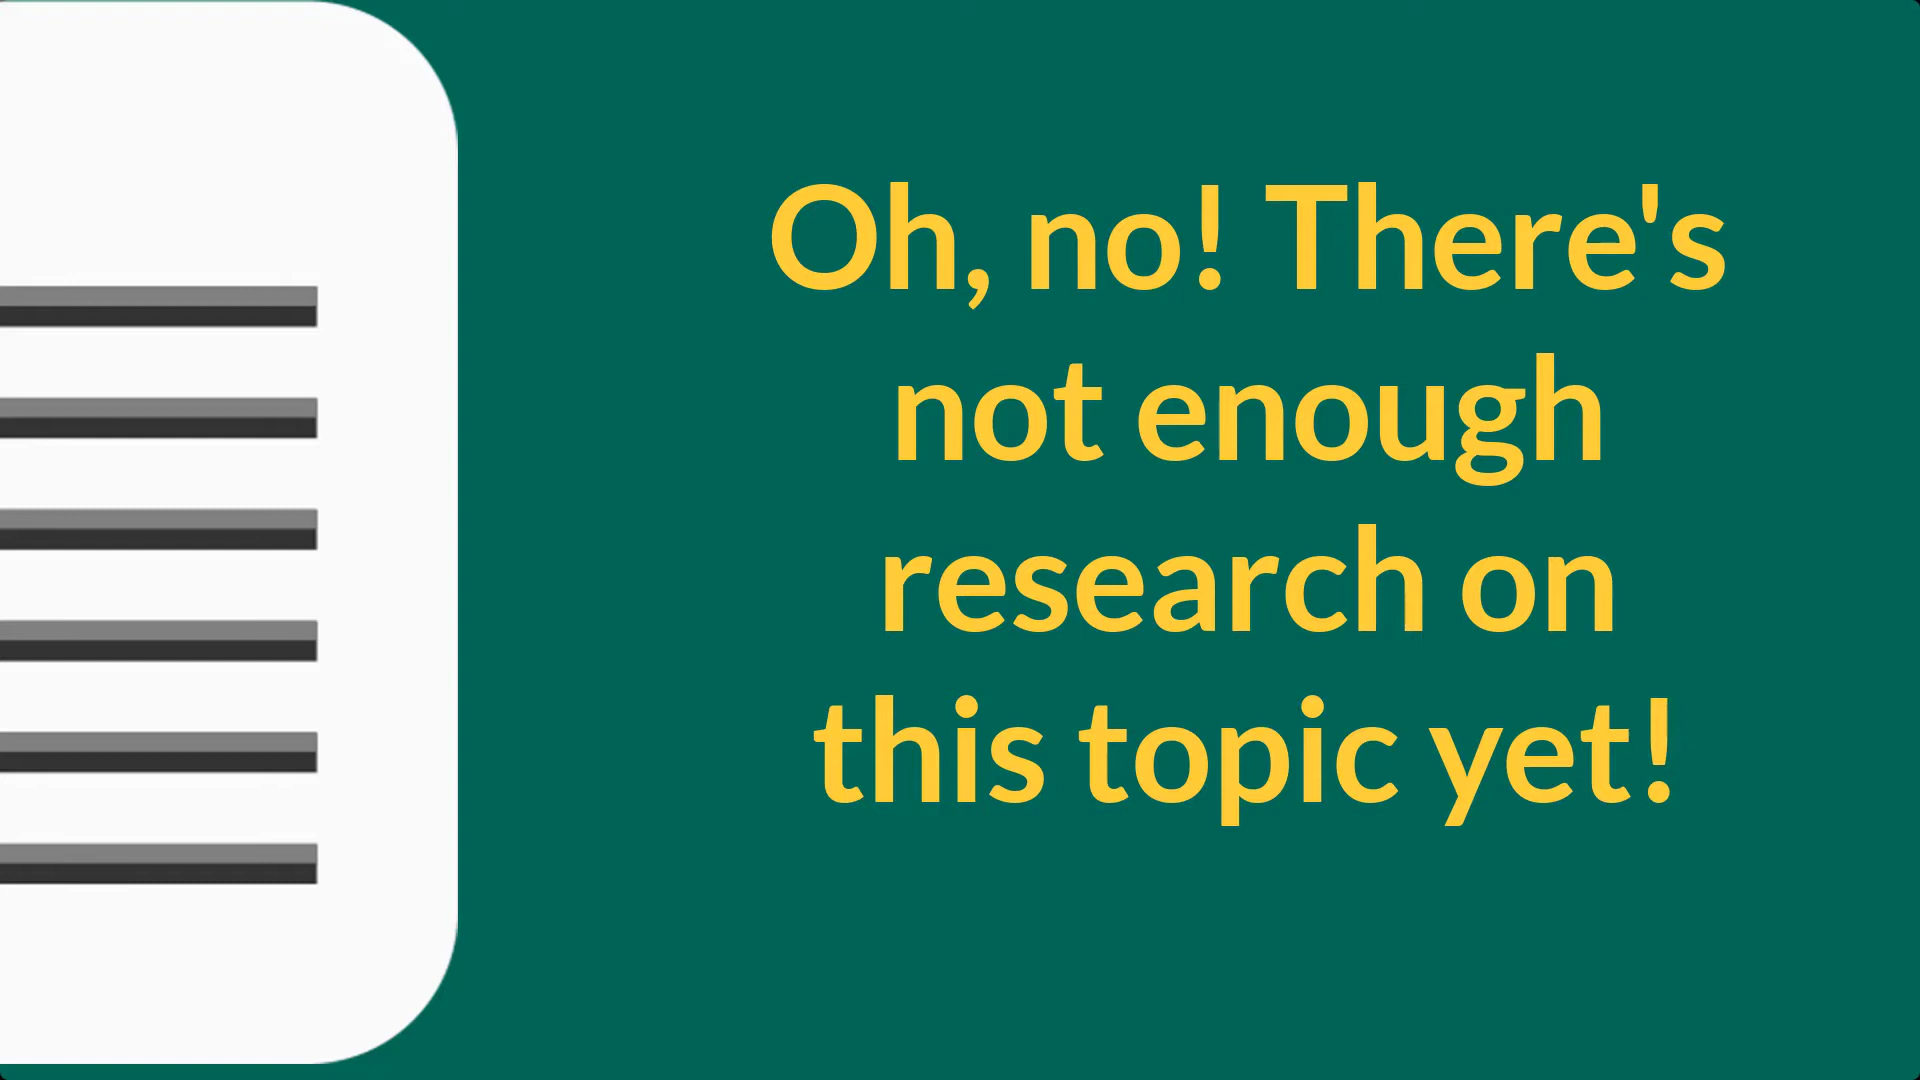 Oh, no! There's
not enough
research on
this topic yet!